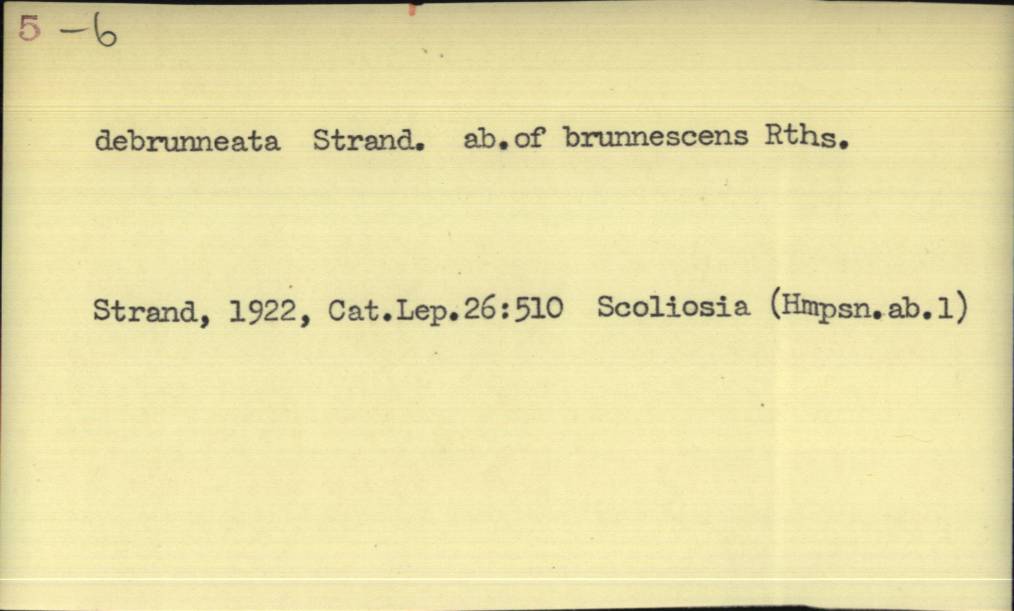 5 -6
debrunneata Strand. ab.of brunnescens Rths.
Strand, 1922, Cat.Lep.26:510 Scoliosia (Hmpsn.ab.1)